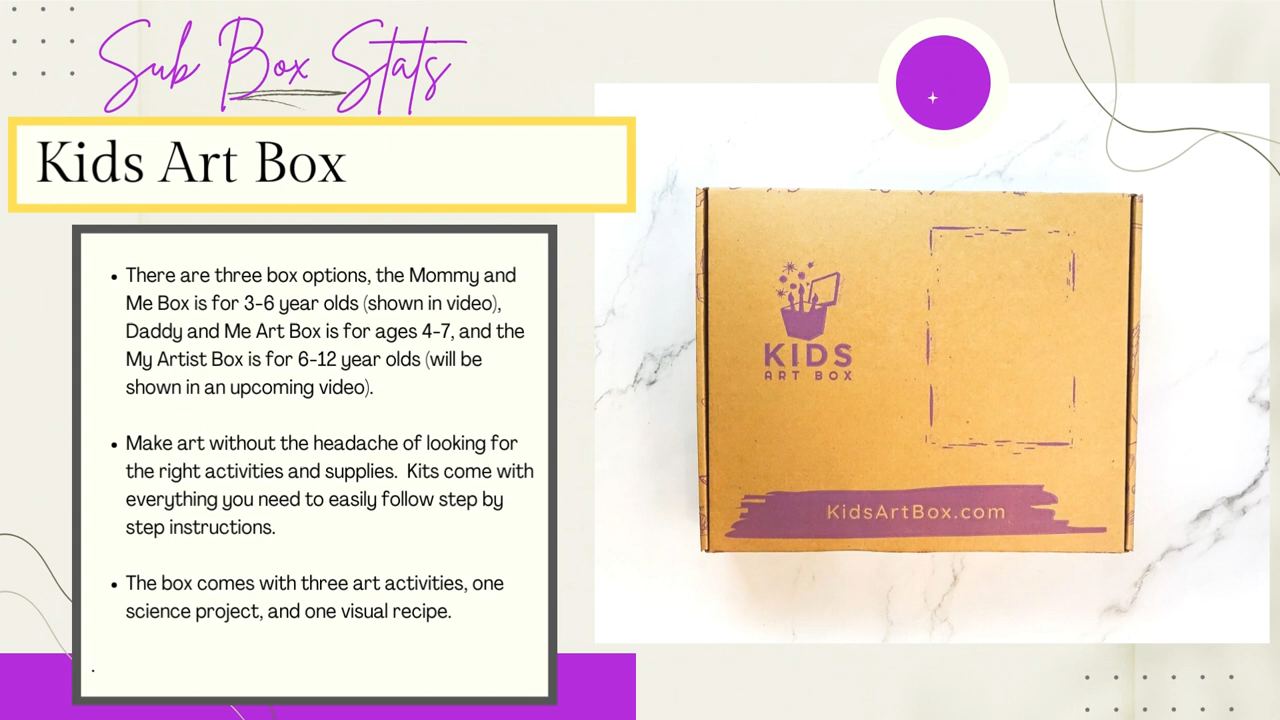 Sub Box Stats
Kids Art Box
• There are three box options, the Mommy and
Me Box is for 3-6 year olds (shown in video),
Daddy and Me Art Box is for ages 4-7, and the
My Artist Box is for 6-12 year olds (will be
shown in an upcoming video).
• Make art without the headache of looking for
the right activities and supplies.  Kits come with
everything you need to easily follow step by
step instructions.
• The box comes with three art activities, one
science project, and one visual recipe.
.
KIDS
ART BOX
KidsArtBox.com